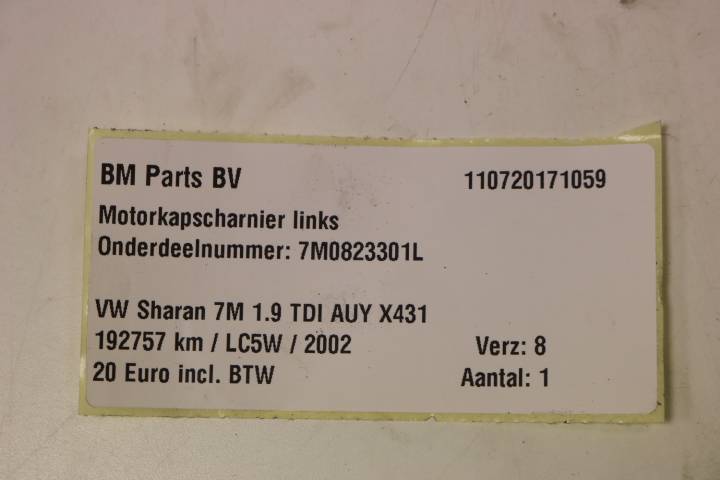 BM Parts BV 110720171059
Motorkapscharnier links
Onderdeelnummer: 7M0823301L
VW Sharan 7M 1.9 TDI AUY X431
192757 km / LC5W / 2002 Verz: 8
20 Euro incl. BTW Aantal: 1